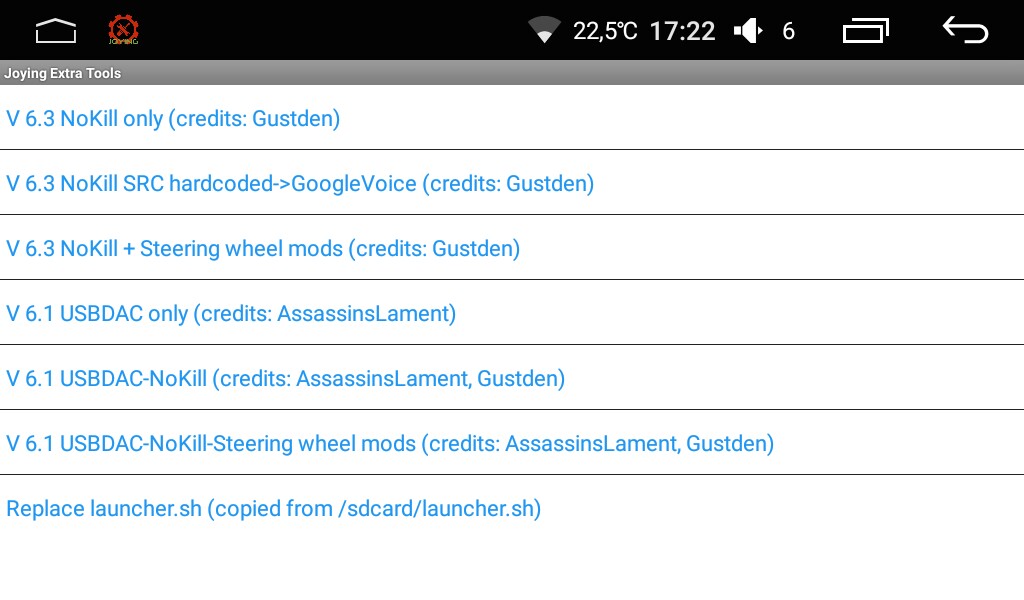 JOYING
22,5℃ 17:22 6
Joying Extra Tools
V 6.3 NoKill only (credits: Gustden)
V 6.3 NoKill SRC hardcoded->GoogleVoice (credits: Gustden)
V 6.3 NoKill + Steering wheel mods (credits: Gustden)
V 6.1 USBDAC only (credits: AssassinsLament)
V 6.1 USBDAC-NoKill (credits: AssassinsLament, Gustden)
V 6.1 USBDAC-NoKill-Steering wheel mods (credits: AssassinsLament, Gustden)
Replace launcher.sh (copied from /sdcard/launcher.sh)